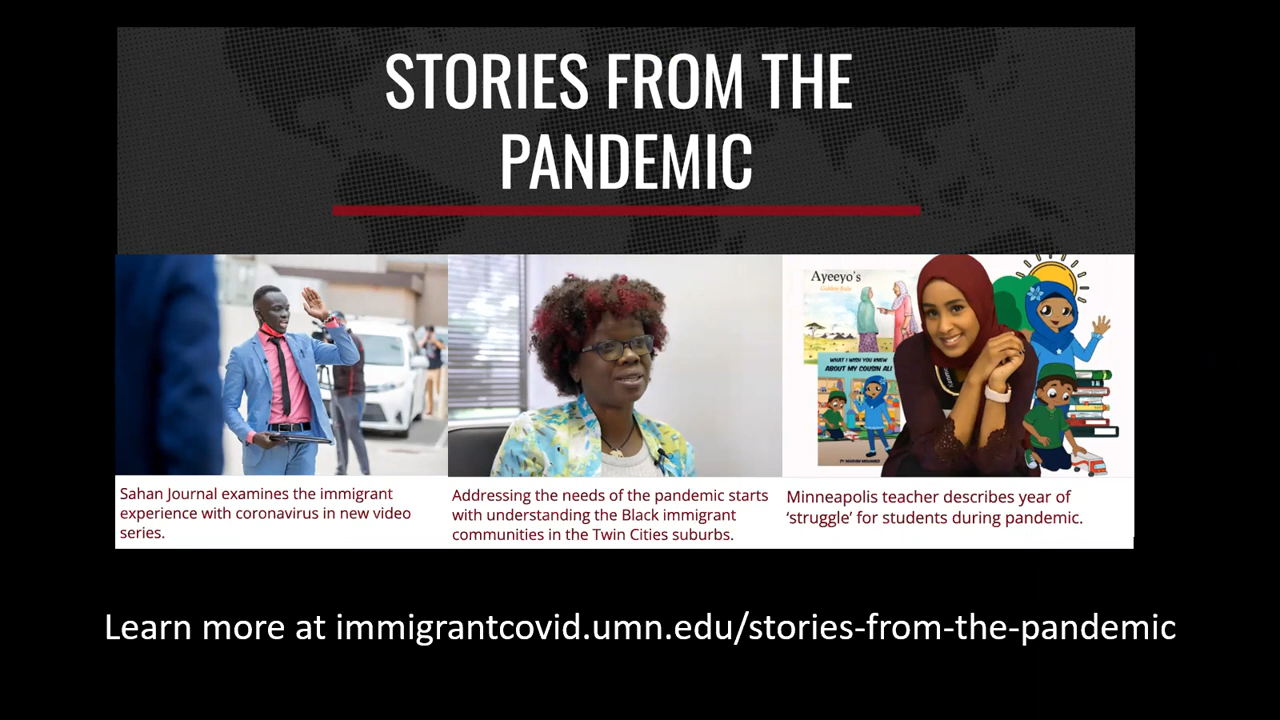 STORIES FROM THE
PANDEMIC
Sahan Journal examines the immigrant
experience with coronavirus in new video
series.
Addressing the needs of the pandemic starts
with understanding the Black immigrant
communities in the Twin Cities suburbs.
Ayeeyo's
Golden Rule
WHAT I WISH YOU KNEW
ABOUT MY COUSIN ALI
Minneapolis teacher describes year of
‘struggle’ for students during pandemic.
Learn more at immigrantcovid.umn.edu/stories-from-the-pandemic